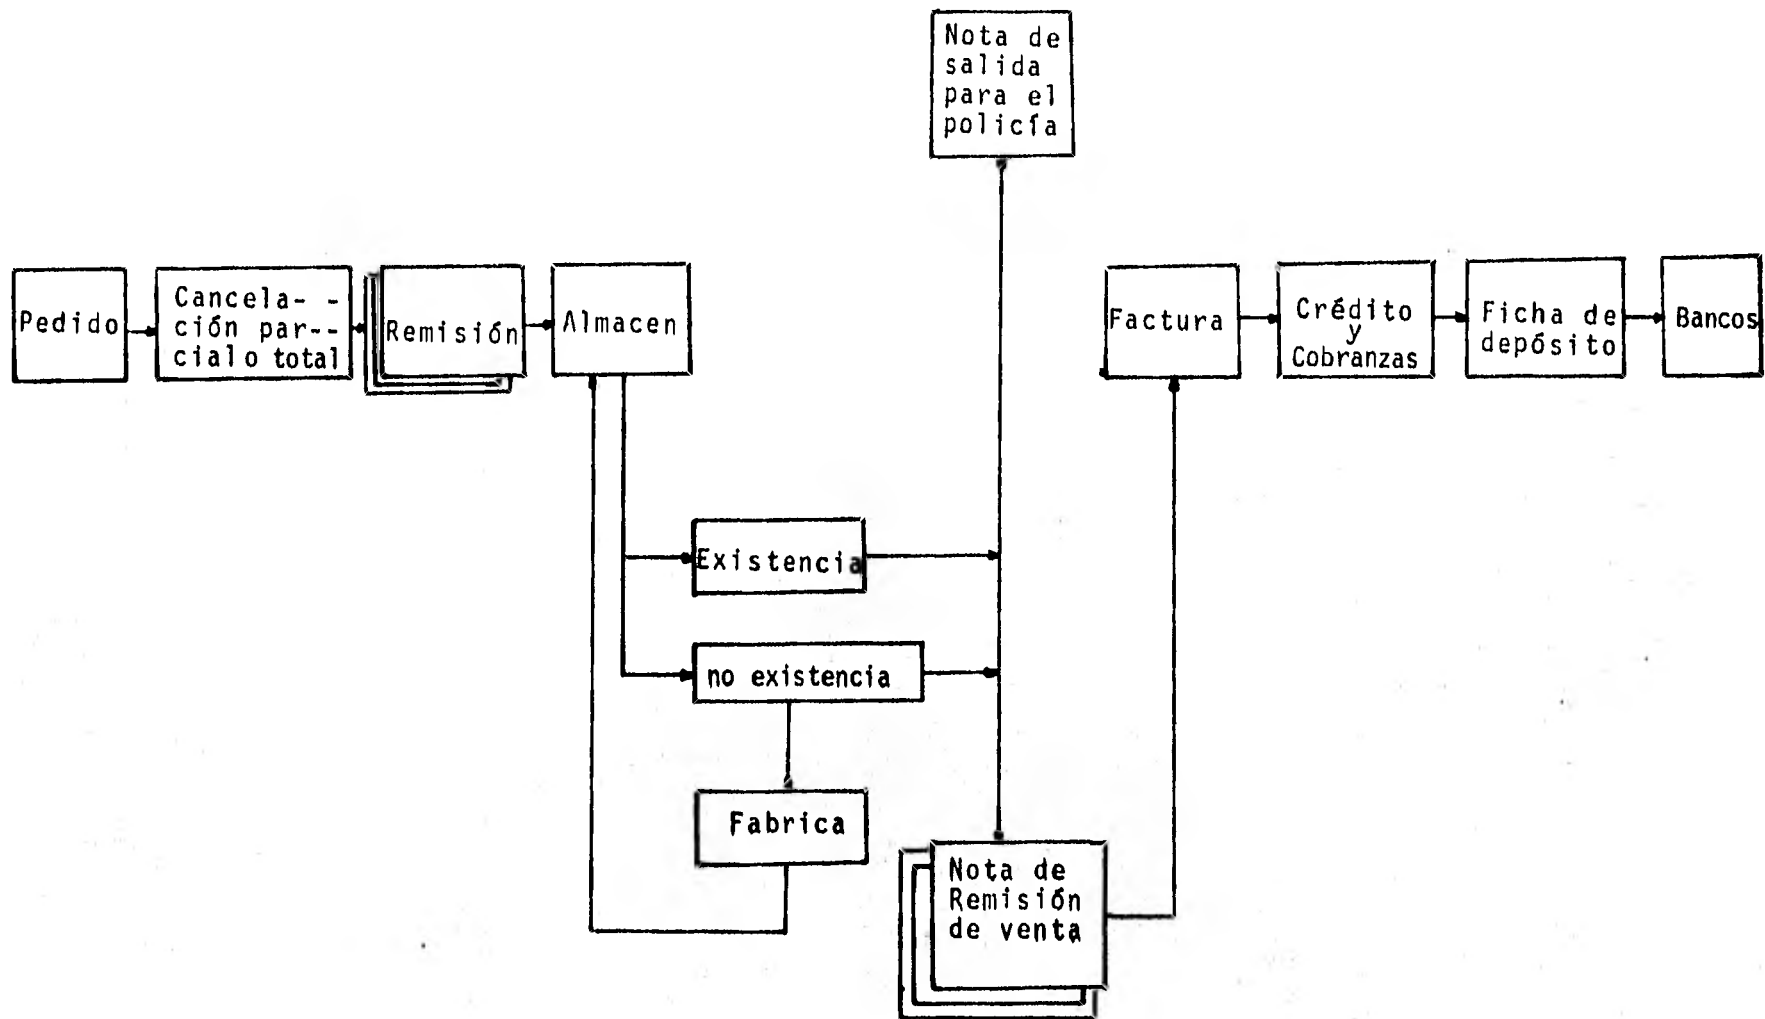 Nota de
salida
para el
policía
Pedido
Cancela- -
ción par--
cialo total
Remisión
Almacen
Factura
Crédito
y
Cobranzas
Ficha de
depósito
Bancos
Existencia
no existencia
Fabrica
Nota de
Remisión
de venta